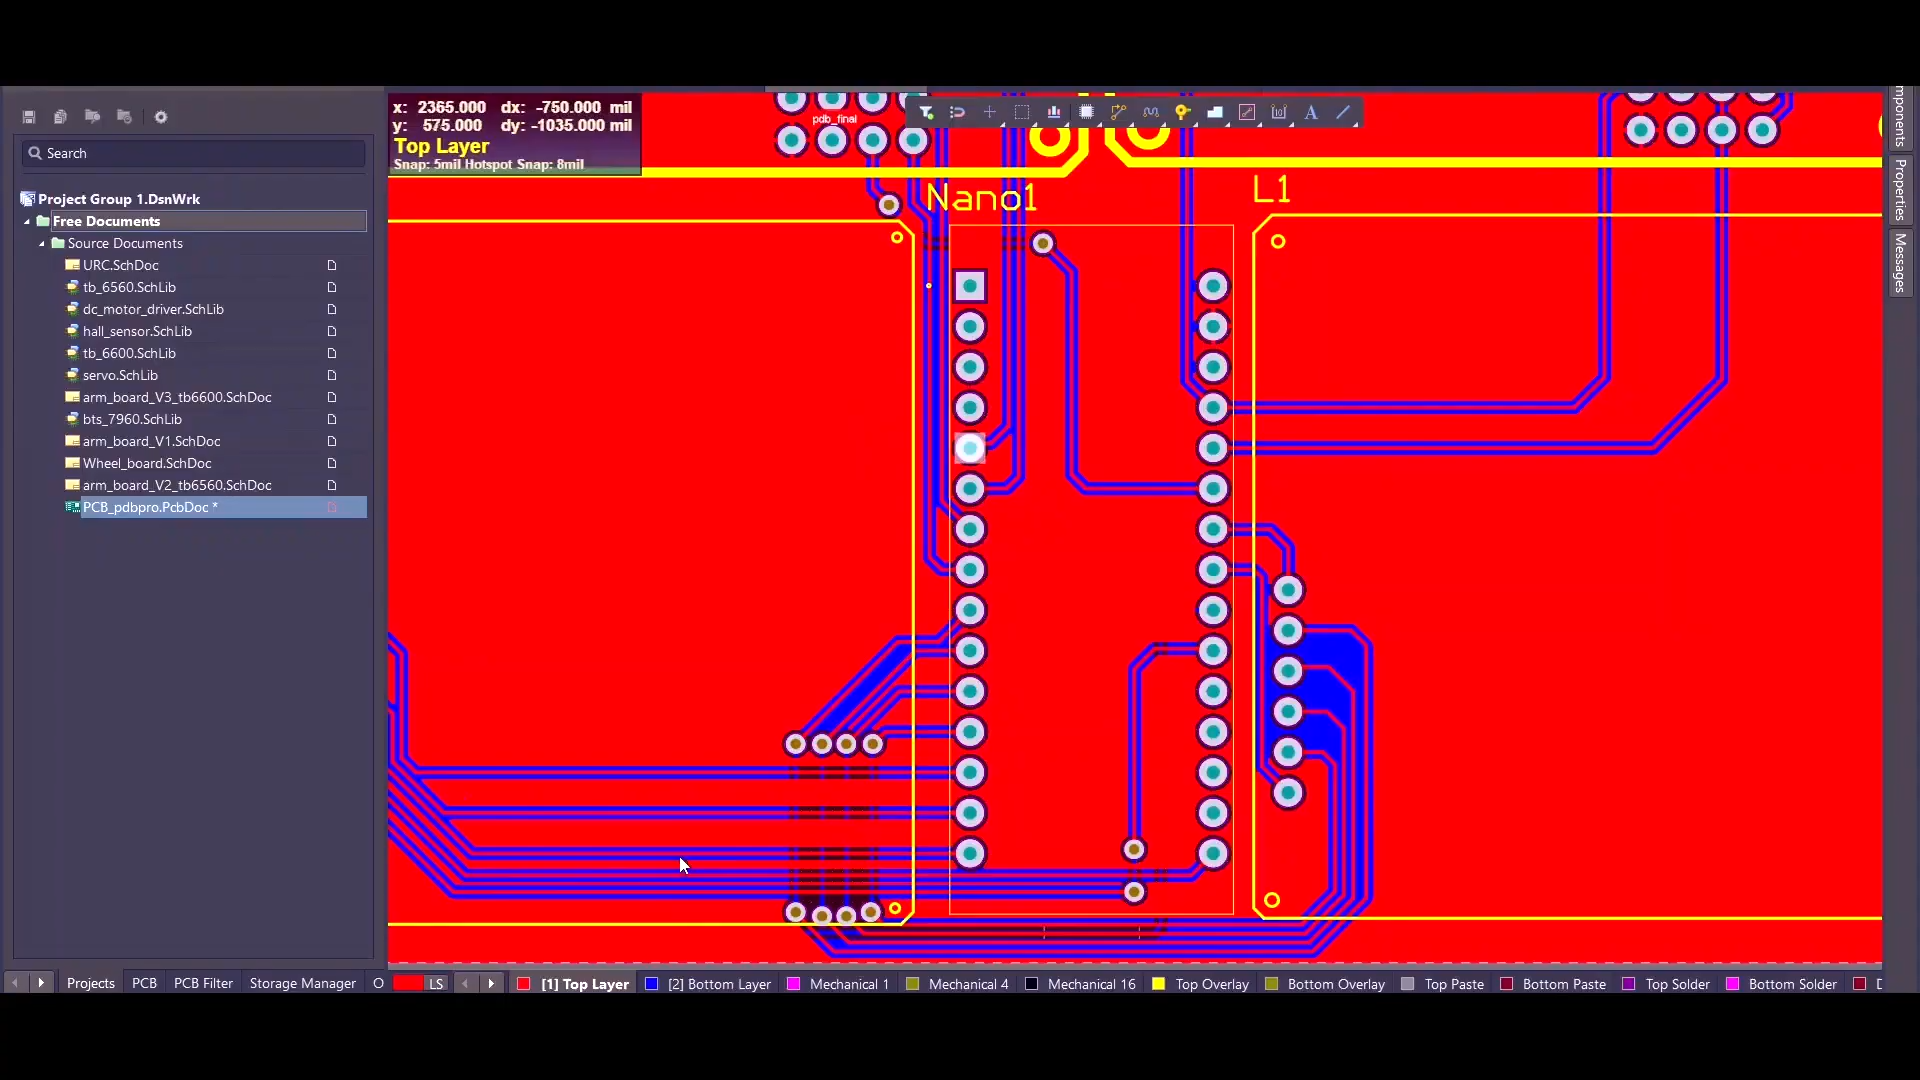 x: 2365.000 dx: -750.000 mil
y: 575.000 dy: -1035.000 mil
Top Layer
Snap: 5mil Hotspot Snap: 8mil
pdb_final
Search
Nano1
L1
Project Group 1.DsnWrk
Free Documents
Source Documents
URC.SchDoc
tb_6560.SchLib
dc_motor_driver.SchLib
hall_sensor.SchLib
tb_6600.SchLib
servo.SchLib
arm_board_V3_tb6600.SchDoc
bts_7960.SchLib
arm_board_V1.SchDoc
Wheel_board.SchDoc
arm_board_V2_tb6560.SchDoc
PCB_pdbpro.PcbDoc *
mponents
Properties
Messages
Projects PCB PCB Filter Storage Manager O LS [1] Top Layer [2] Bottom Layer Mechanical 1 Mechanical 4 Mechanical 16 Top Overlay Bottom Overlay Top Paste Bottom Paste Top Solder Bottom Solder D